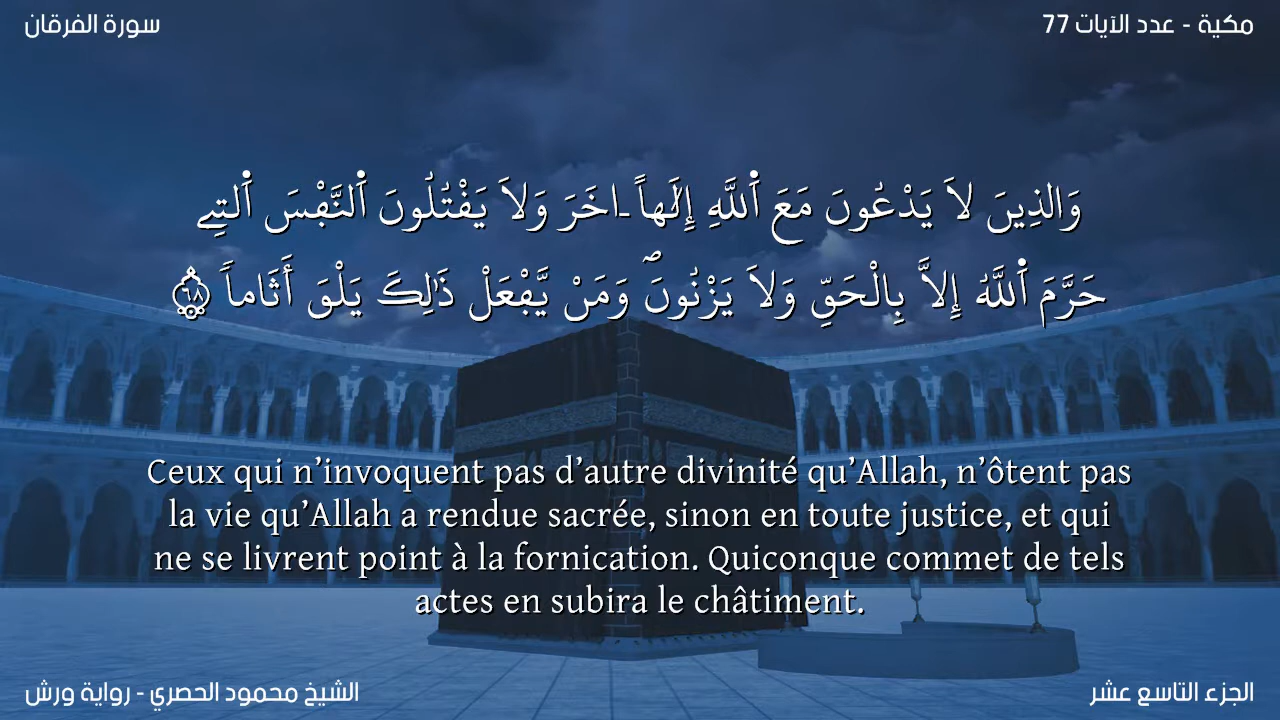 سورة الفرقان
مكية - عدد الآيات 77
وَالذِينَ لاَ يَدْعُونَ مَعَ اَ۬للَّهِ إِلَٰهاً ـاخَرَ وَلاَ يَقْتُلُونَ اَ۬لنَّفْسَ اَ۬لتِے
حَرَّمَ اَ۬للَّهُ إِلاَّ بِالْحَقِّ وَلاَ يَزْنُونَۖ وَمَنْ يَّفْعَلْ ذَٰلِكَ يَلْقَ أَثَاماٗ ٦٨
Ceux qui n’invoquent pas d’autre divinité qu’Allah, n’ôtent pas
la vie qu’Allah a rendue sacrée, sinon en toute justice, et qui
ne se livrent point à la fornication. Quiconque commet de tels
actes en subira le châtiment.
الشيخ محمود الحصري - رواية ورش
الجزء التاسع عشر